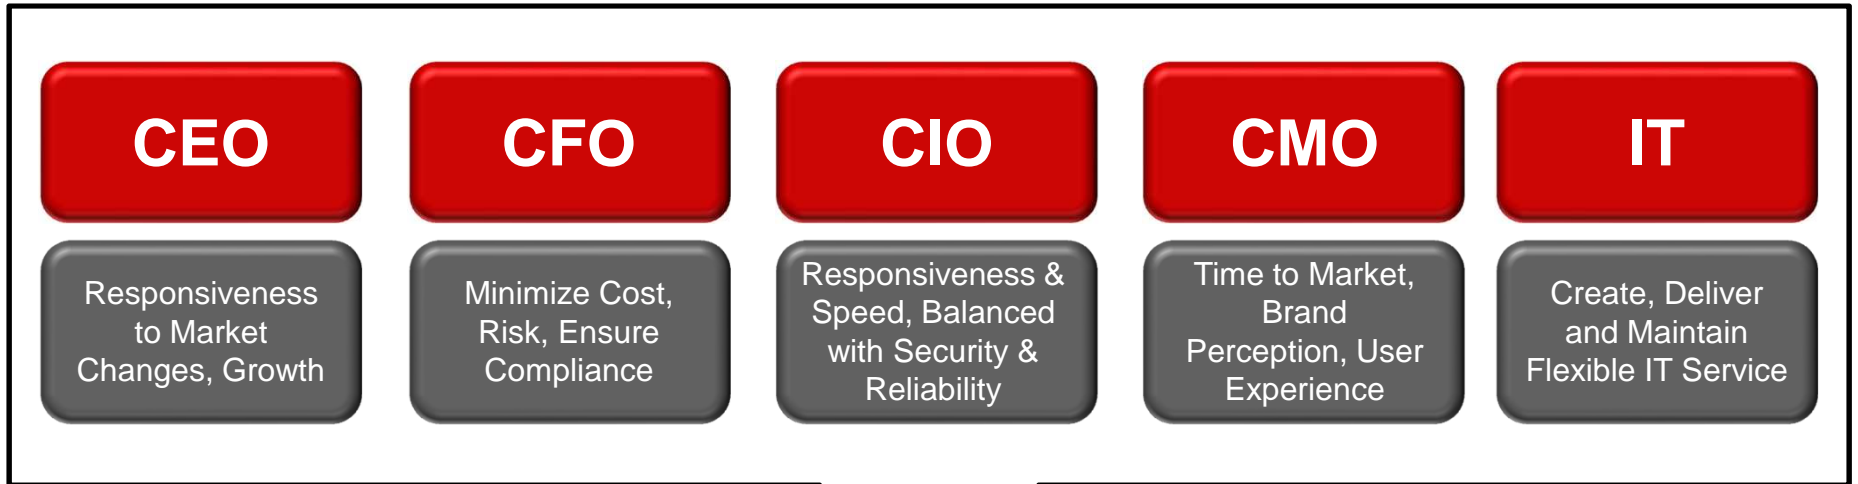 CEO
CFO
CIO
CMO
IT
Responsiveness
to Market
Changes, Growth
Minimize Cost,
Risk, Ensure
Compliance
Responsiveness &
Speed, Balanced
with Security &
Reliability
Time to Market,
Brand
Perception, User
Experience
Create, Deliver
and Maintain
Flexible IT Service